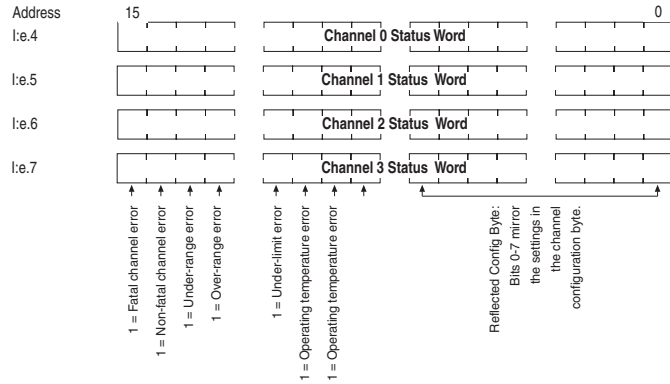 Address 15 0
I:e.4 Channel 0 Status Word
I:e.5 Channel 1 Status Word
I:e.6 Channel 2 Status Word
I:e.7 Channel 3 Status Word
1 = Fatal channel error
1 = Non-fatal channel error
1 = Under-range error
1 = Over-range error
1 = Under-limit error
1 = Operating temperature error
1 = Operating temperature error
Reflected Config Byte:
Bits 0-7 mirror
the settings in
the channel
configuration byte.